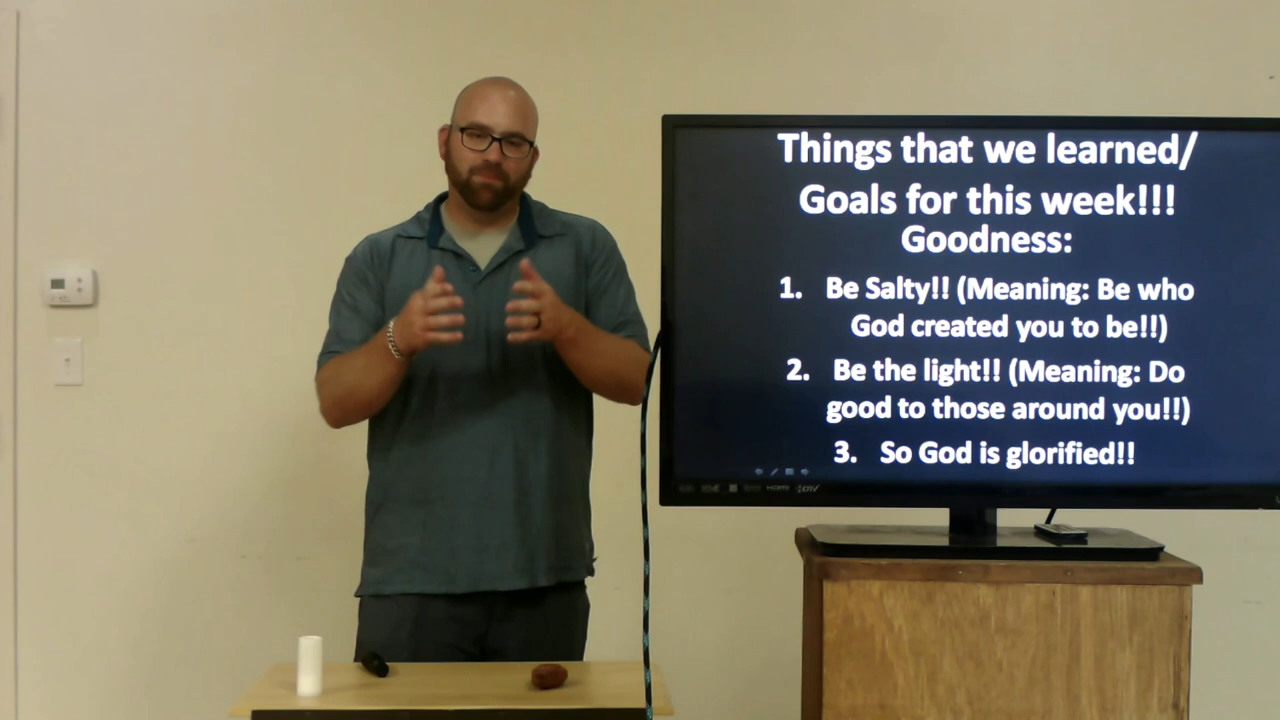 Things that we learned/
Goals for this week!!!
Goodness:
1. Be Salty!! (Meaning: Be who
God created you to be!!)
2. Be the light!! (Meaning: Do
good to those around you!!)
3. So God is glorified!!